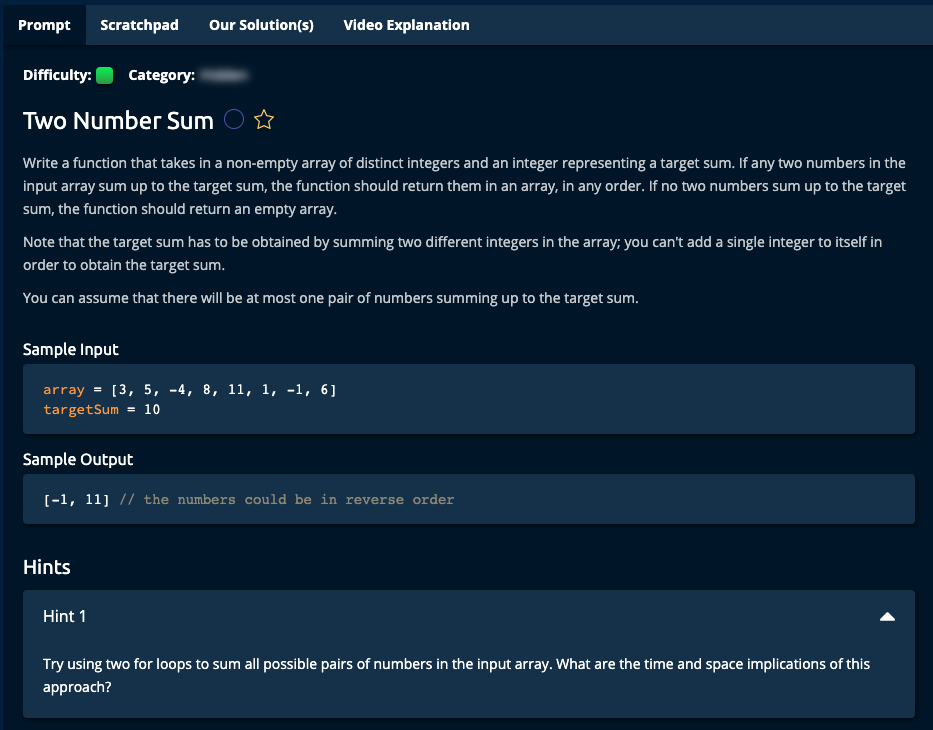 Prompt Scratchpad Our Solution(s) Video Explanation
Difficulty: Category:
Two Number Sum
Write a function that takes in a non-empty array of distinct integers and an integer representing a target sum. If any two numbers in the
input array sum up to the target sum, the function should return them in an array, in any order. If no two numbers sum up to the target
sum, the function should return an empty array.
Note that the target sum has to be obtained by summing two different integers in the array; you can't add a single integer to itself in
order to obtain the target sum.
You can assume that there will be at most one pair of numbers summing up to the target sum.
Sample Input
array = [3, 5, -4, 8, 11, 1, -1, 6]
targetSum = 10
Sample Output
[-1, 11] // the numbers could be in reverse order
Hints
Hint 1
Try using two for loops to sum all possible pairs of numbers in the input array. What are the time and space implications of this
approach?